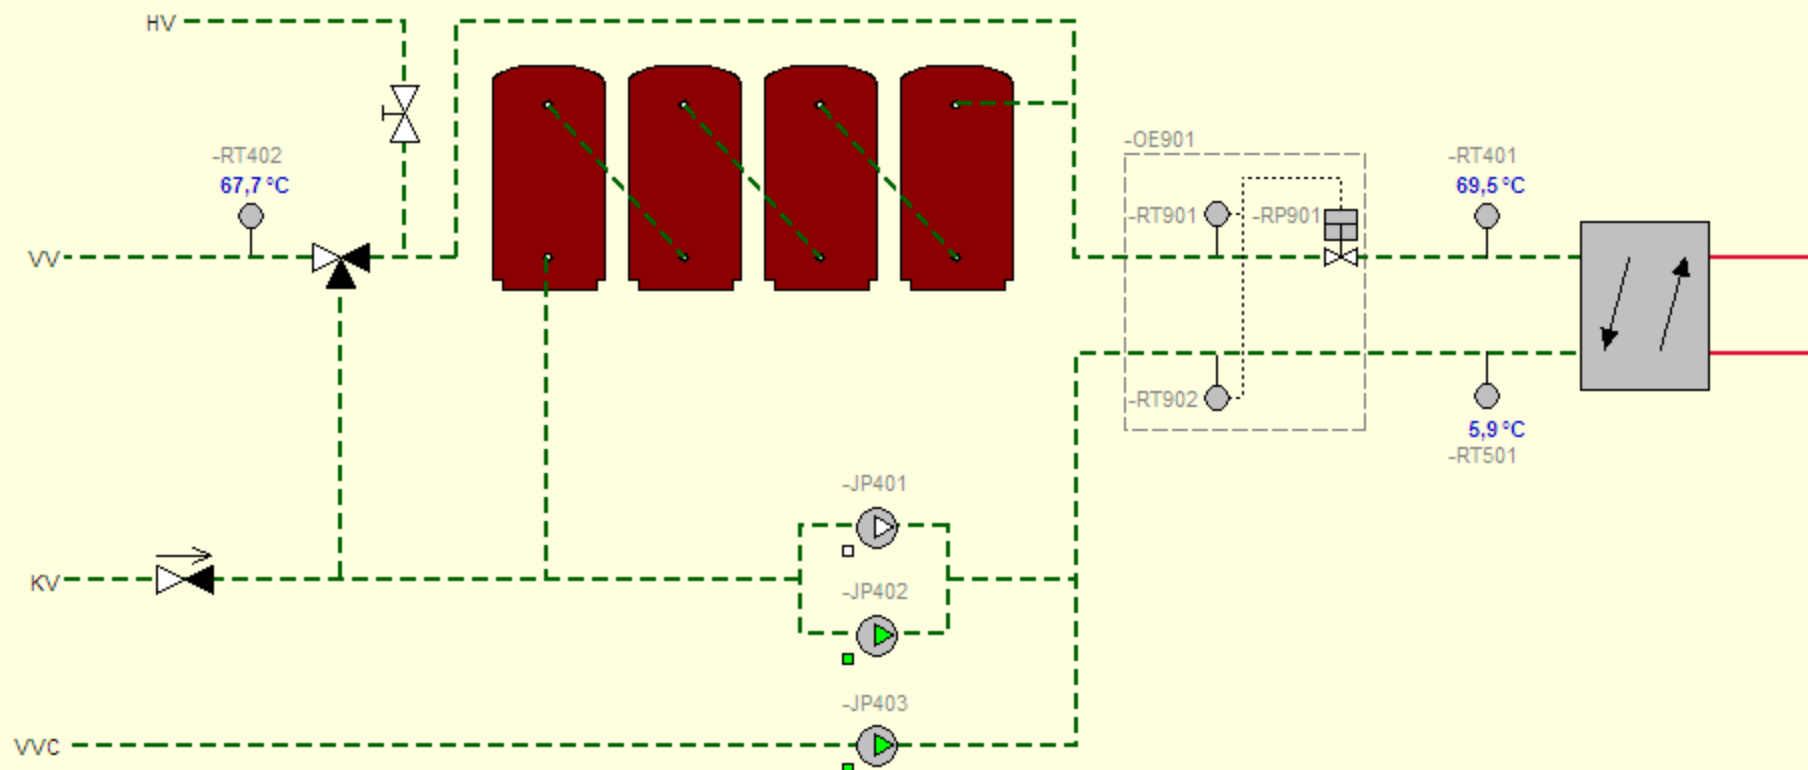 HV
-RT402
67,7 °C
VV
-OE901
-RT901
-RP901
-RT902
-RT401
69,5 °C
5,9 °C
-RT501
-JP401
KV
-JP402
-JP403
VVC